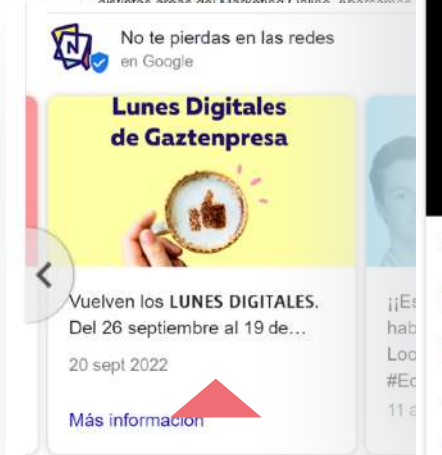 No te pierdas en las redes
en Google
Lunes Digitales
de Gaztenpresa
Vuelven los LUNES DIGITALES.
Del 26 septiembre al 19 de...
20 sept 2022
Más información
¡¡Es
hab
Loo
#Ec
11 a